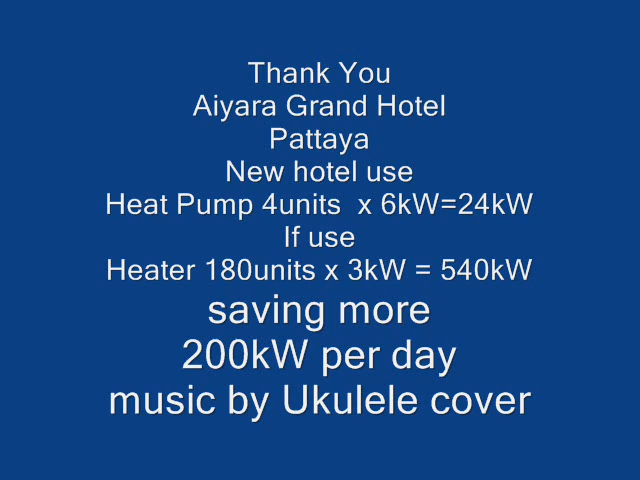 Thank You
Aiyara Grand Hotel
Pattaya
New hotel use
Heat Pump 4units x 6kW=24kW
If use
Heater 180units x 3kW = 540kW
saving more
200kW per day
music by Ukulele cover